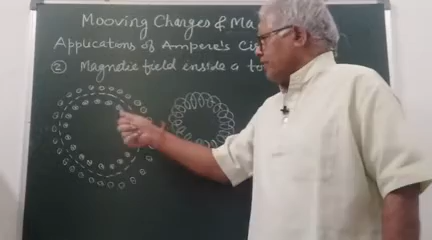 Mooving Charges & Ma
Applications of Ampere's Ci
② Magnetic field inside a to